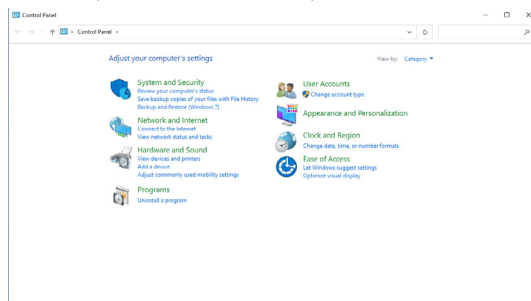 Control Panel
Control Panel
Adjust your computer's settings
View by: Category
System and Security
Review your computer's status
Save backup copies of your files with File History
Backup and Restore (Windows 7)
Network and Internet
Connect to the Internet
View network status and tasks
Hardware and Sound
View devices and printers
Add a device
Adjust commonly used mobility settings
Programs
Uninstall a program
User Accounts
Change account type
Appearance and Personalization
Clock and Region
Change date, time, or number formats
Ease of Access
Let Windows suggest settings
Optimize visual display